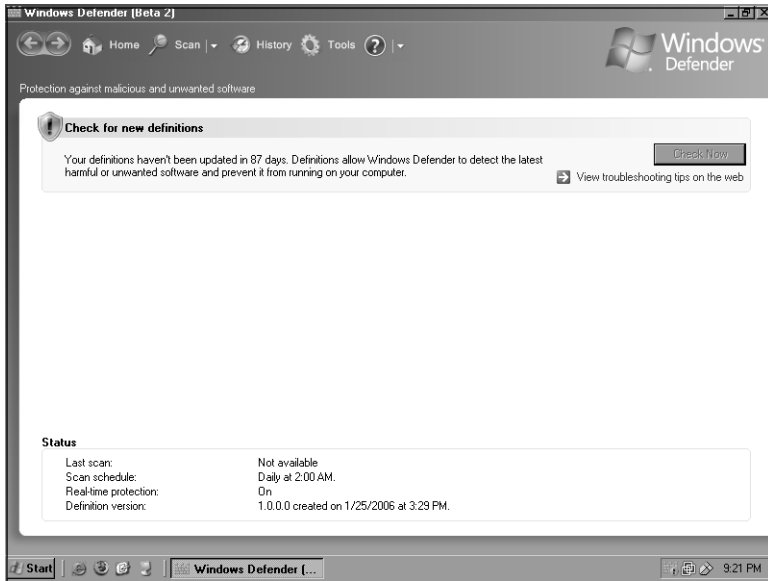 Windows Defender (Beta 2)
Home Scan History Tools ?
Windows
Defender
Protection against malicious and unwanted software
Check for new definitions
Your definitions haven't been updated in 87 days. Definitions allow Windows Defender to detect the latest
harmful or unwanted software and prevent it from running on your computer.
Check Now
View troubleshooting tips on the web
Status
Last scan: Not available
Scan schedule: Daily at 2:00 AM.
Real-time protection: On
Definition version: 1.0.0.0 created on 1/25/2006 at 3:29 PM.
Start Windows Defender (... 9:21 PM